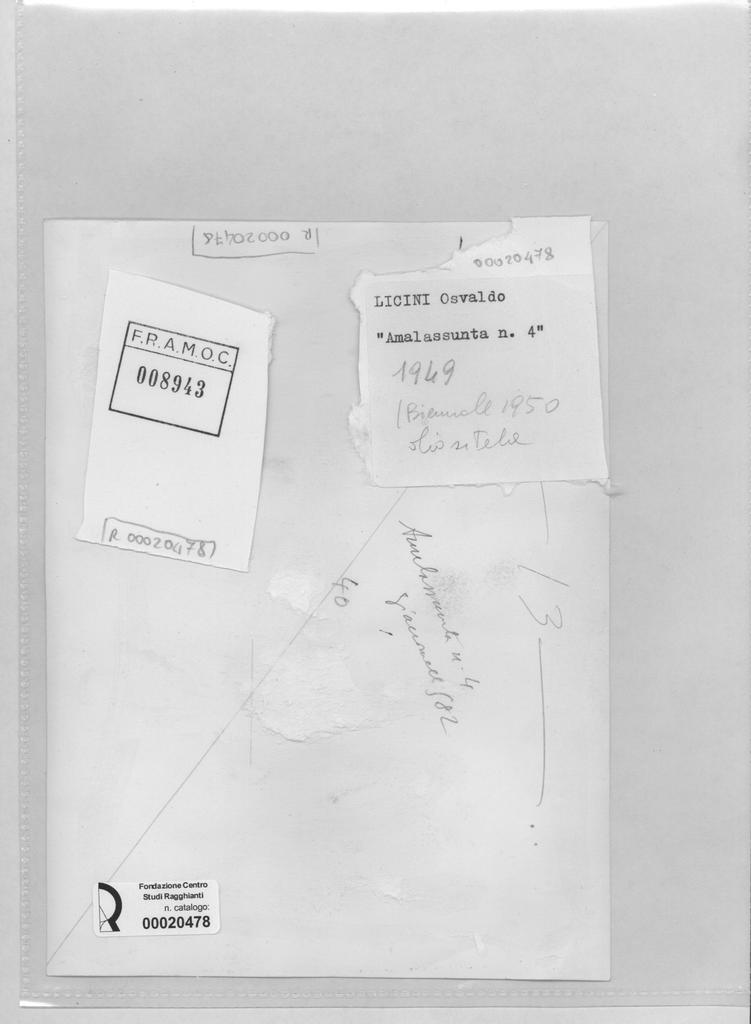 R 00020478
00020478
LICINI Osvaldo
"Amalassunta n. 4"
1949
(Biennale 1950
olio su tela
F.R.A.M.O.C.
008943
R 00020478
40
Amalassunta n. 4
13
Fondazione Centro
Studi Ragghianti
n. catalogo:
00020478